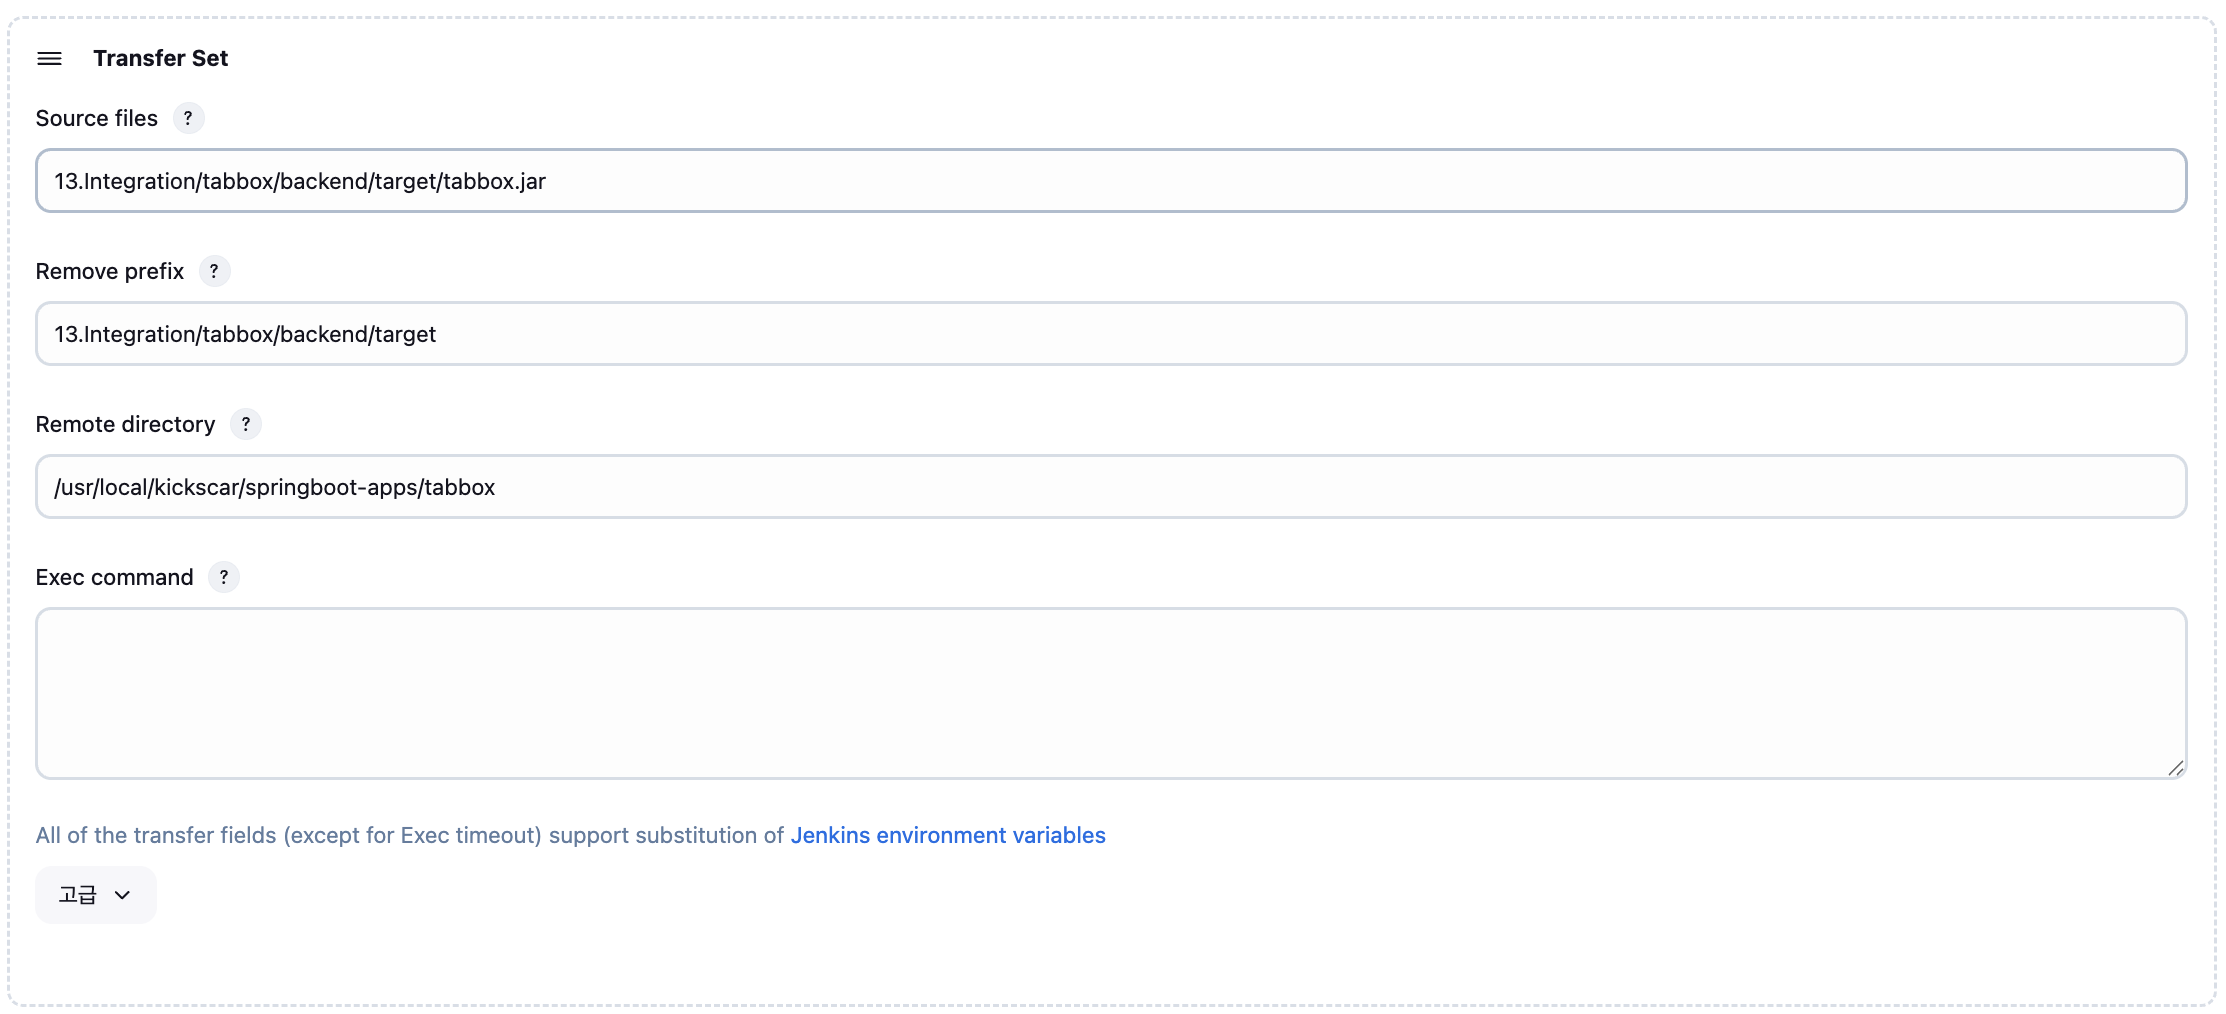 Transfer Set
Source files ?
13.Integration/tabbox/backend/target/tabbox.jar
Remove prefix ?
13.Integration/tabbox/backend/target
Remote directory ?
/usr/local/kickscar/springboot-apps/tabbox
Exec command ?
All of the transfer fields (except for Exec timeout) support substitution of Jenkins environment variables
고급